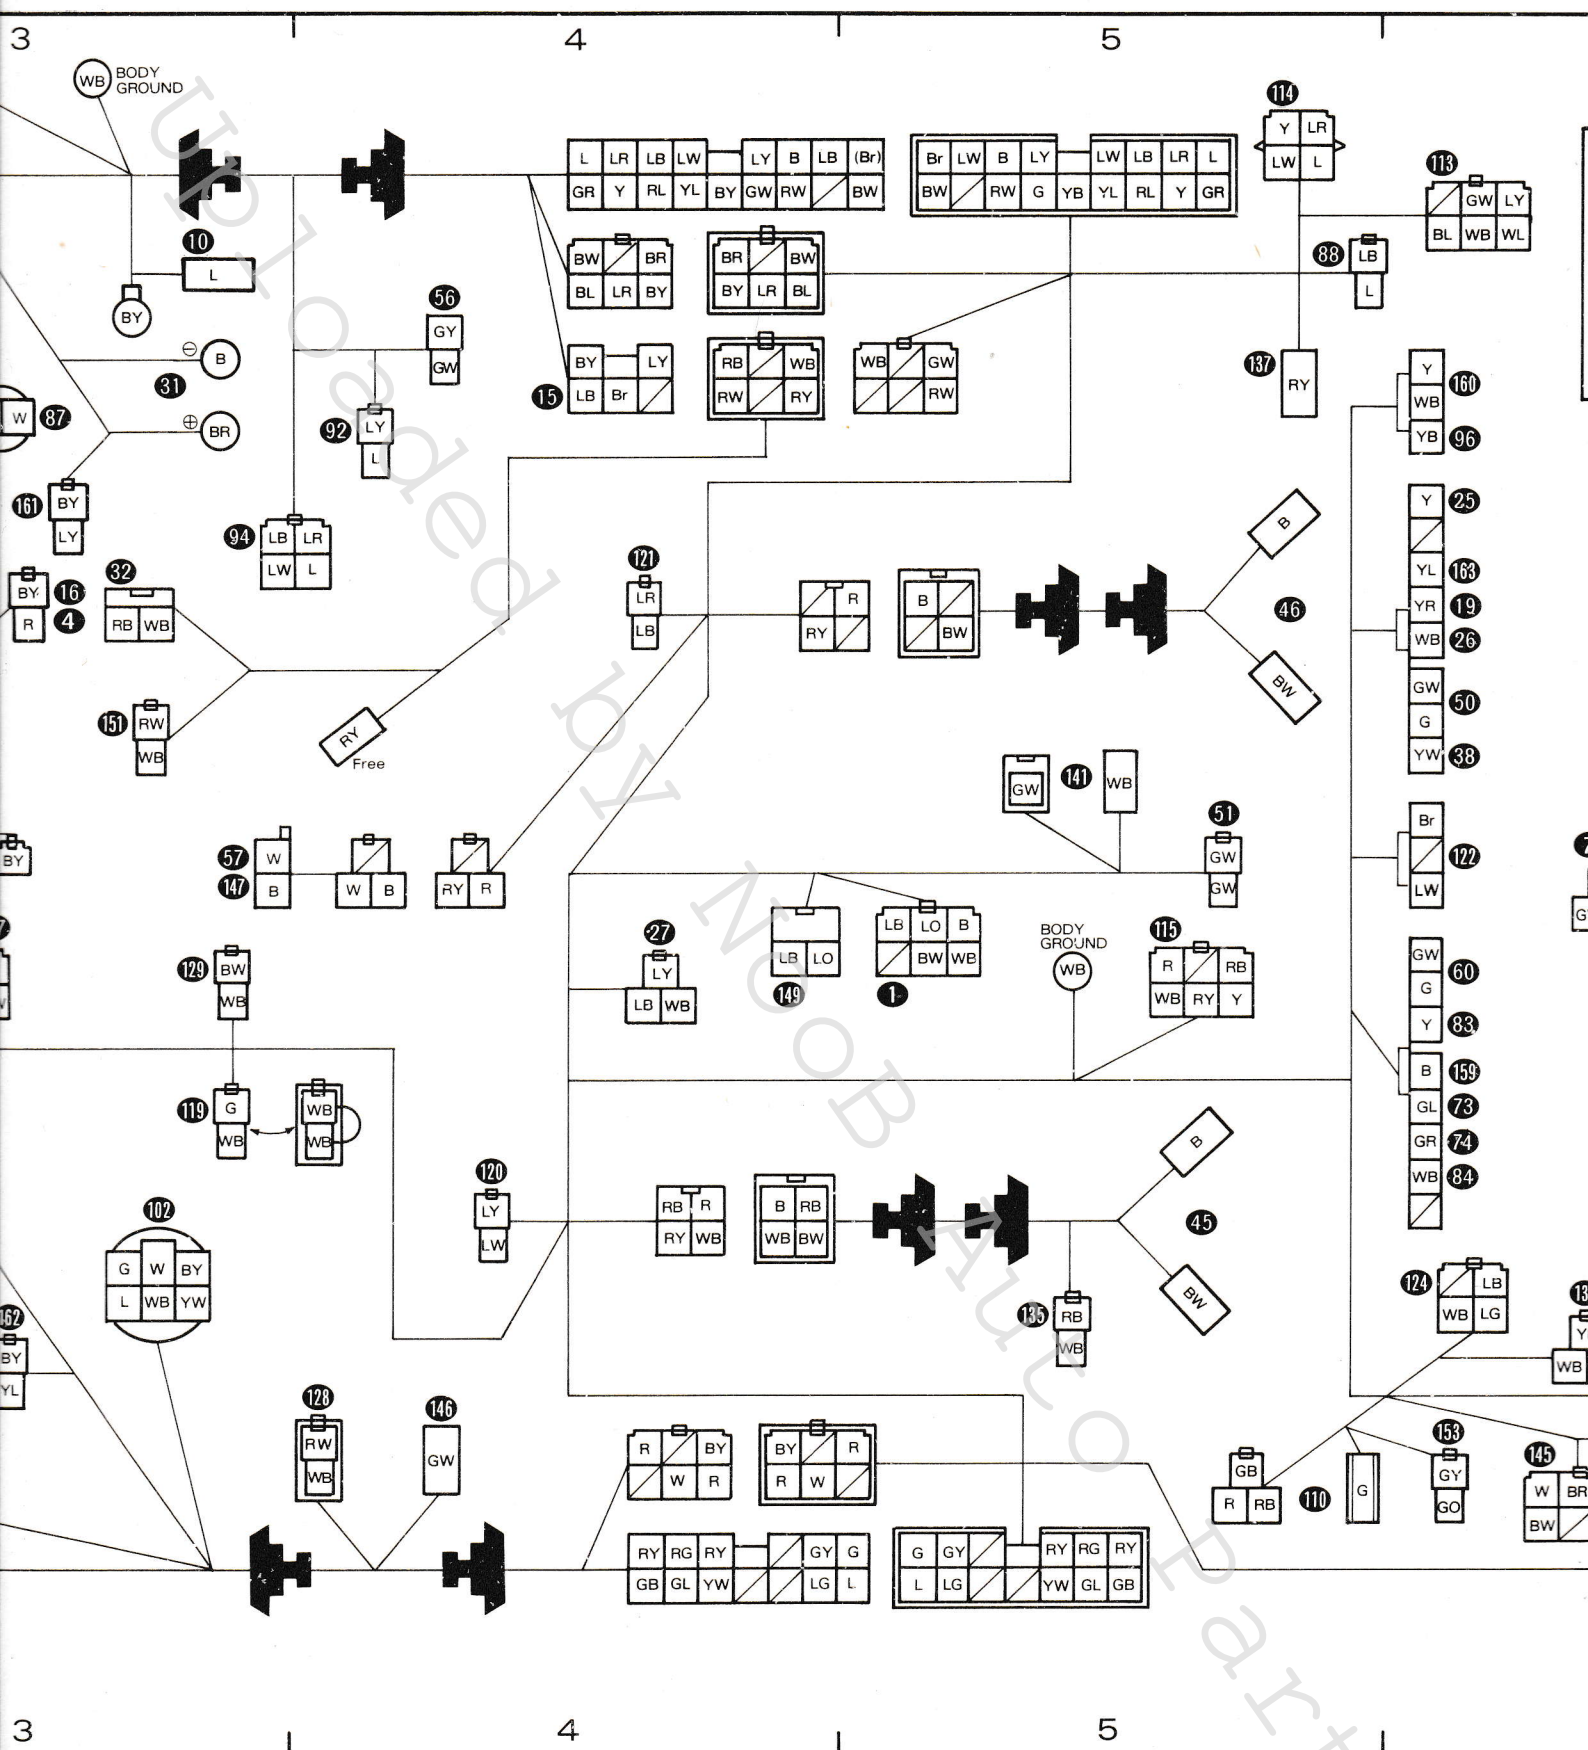 3 4 5
WB BODY
GROUND
114
Y LR
LW L
113
GW LY
BL WB WL
L LR LB LW LY B LB (Br)
GR Y RL YL BY GW RW BW
Br LW B LY LW LB LR L
BW RW G YB YL RL Y GR
10
L
BY
88
LB
L
BW BR
BL LR BY
BR BW
BY LR BL
56
GY
GW
31
⊖ B
⊕ BR
W 87
15
BY LY
LB Br
RB WB
RW RY
WB GW
RW
137
RY
92
LY
L
Y 160
WB
YB 96
161
BY
LY
94
LB LR
LW L
Y 25
YL 163
YR 19
WB 26
GW 50
G
YW 38
BY 16
R 4
32
RB WB
121
LR
LB
R
RY
B
BW
B
46
BW
151
RW
WB
RY
Free
GW 141 WB
51
GW
GW
Br
122
LW
BY
57 W
147 B
W B
RY R
27
LY
LB WB
LB LO
149
LB LO B
BW WB
1
BODY
GROUND
WB
115
R RB
WB RY Y
GW 60
G
Y 83
B 159
GL 73
GR 74
WB 84
129
BW
WB
119
G
WB
WB
WB
102
G W BY
L WB YW
120
LY
LW
RB R
RY WB
B RB
WB BW
B
45
BW
135
RB
WB
124
LB
WB LG
WB
162
BY
YL
128
RW
WB
146
GW
R BY
W R
BY R
R W
GB
R RB
110
G
153
GY
GO
145
W BR
BW
RY RG RY GY G
GB GL YW LG L
G GY RY RG RY
L LG YW GL GB
3 4 5
Uploaded by NooB Auto Part